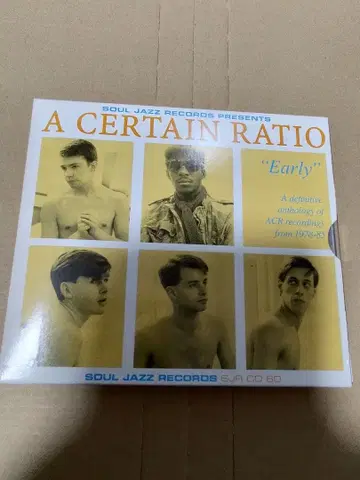 SOUL JAZZ RECORDS PRESENTS
A CERTAIN RATIO
"Early"
A definitive
anthology of
ACR recordings
from 1978-85
SOUL JAZZ RECORDS SJR CD 60